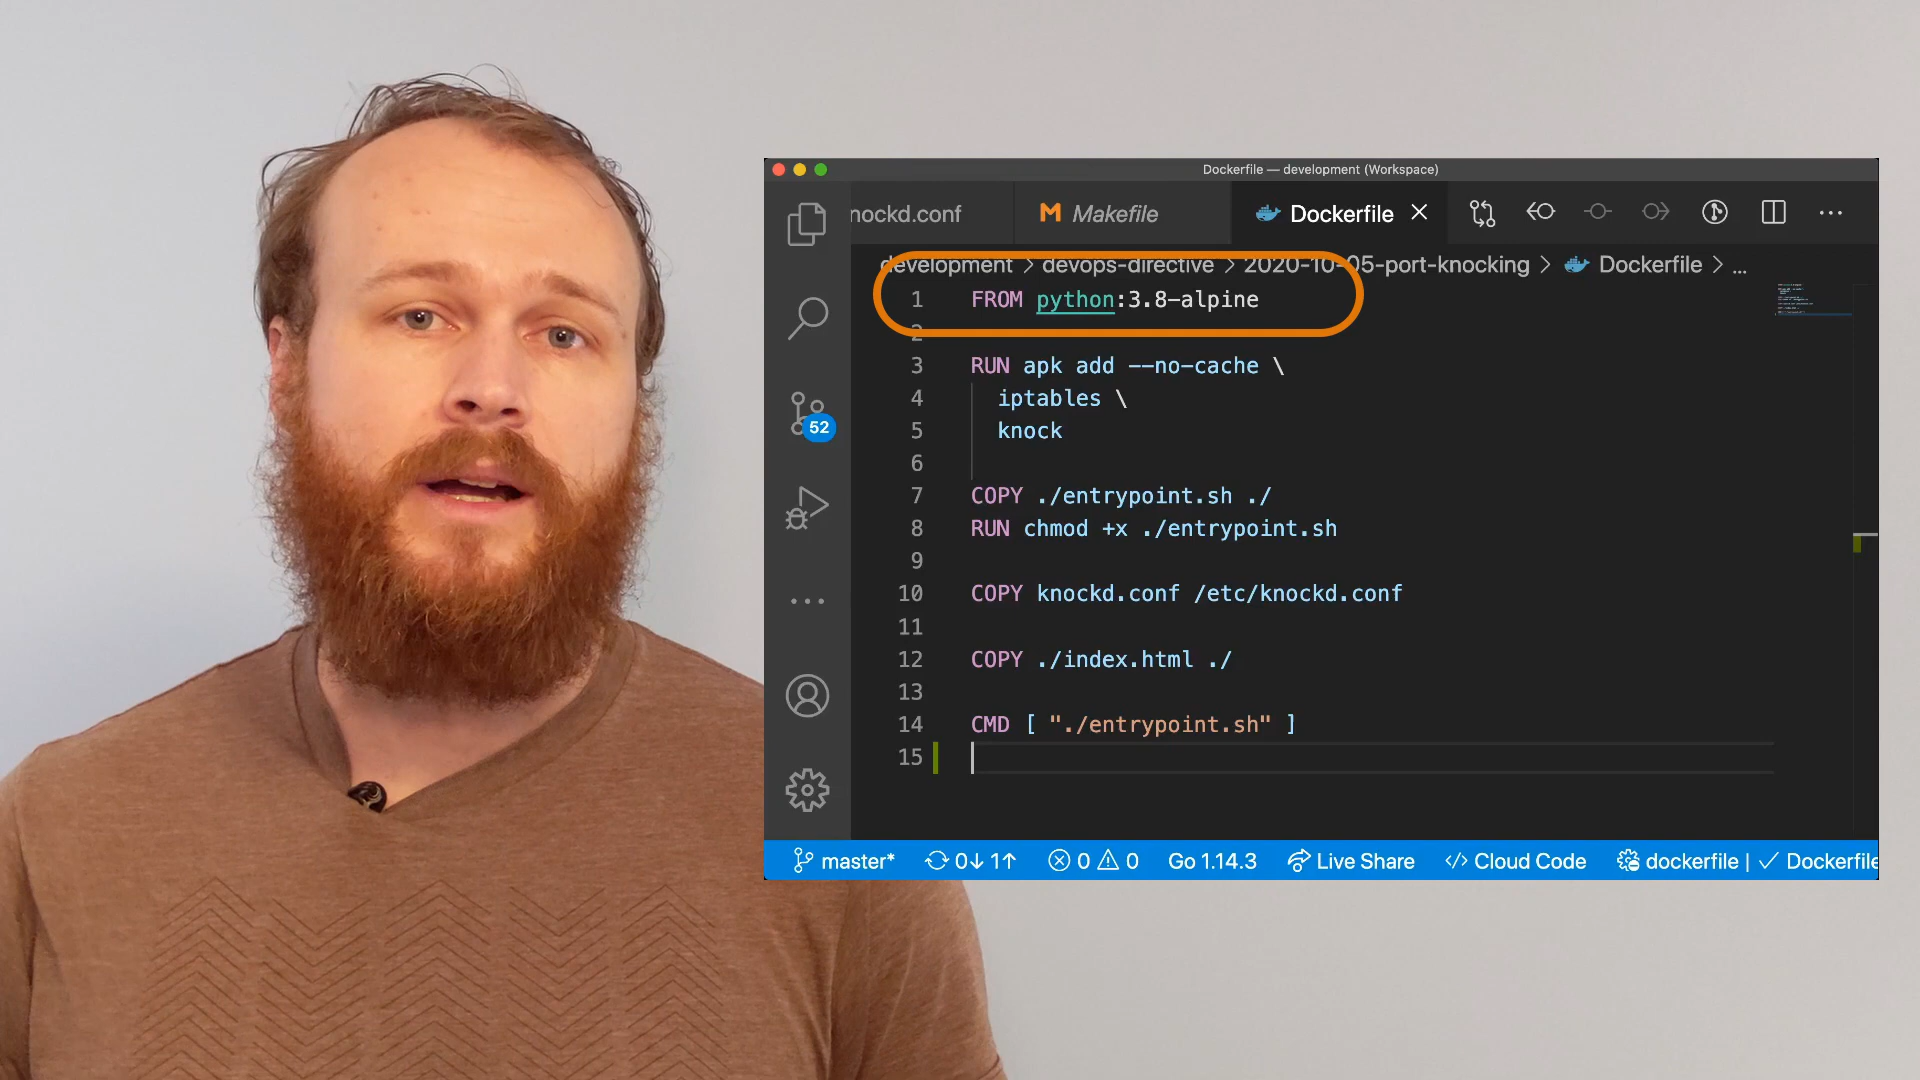 Dockerfile — development (Workspace)
nockd.conf Makefile Dockerfile
development > devops-directive > 2020-10-05-port-knocking > Dockerfile > ...
1 FROM python:3.8-alpine
2
3 RUN apk add --no-cache \
4 iptables \
5 knock
6
7 COPY ./entrypoint.sh ./
8 RUN chmod +x ./entrypoint.sh
9
10 COPY knockd.conf /etc/knockd.conf
11
12 COPY ./index.html ./
13
14 CMD [ "./entrypoint.sh" ]
15
52
master* 0↓ 1↑ 0 0 Go 1.14.3 Live Share Cloud Code dockerfile | ✓ Dockerfile